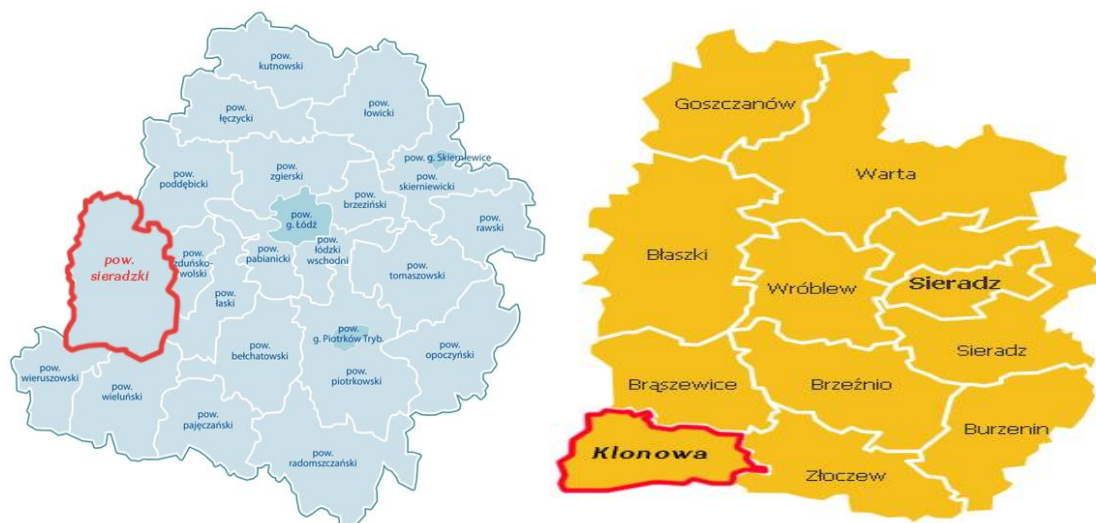 pow.
kutnowski
pow.
łęczycki
pow.
łowicki
pow. g. Skierniewice
pow.
poddębicki
pow.
zgierski
pow.
skierniewicki
pow.
brzeziński
pow.
rawski
pow.
g. Łódź
pow.
sieradzki
pow.
zduńsko-
wolski
pow.
pabianicki
pow.
łódzki
wschodni
pow.
tomaszowski
pow.
łaski
pow.
g. Piotrków Tryb.
pow.
bełchatowski
pow.
opoczyński
pow.
wieruszowski
pow.
wieluński
pow.
piotrkowski
pow.
pajęczański
pow.
radomszczański
Goszczanów
Warta
Błaszki
Wróblew
Sieradz
Sieradz
Brąszewice
Brzeźnio
Burzenin
Klonowa
Złoczew